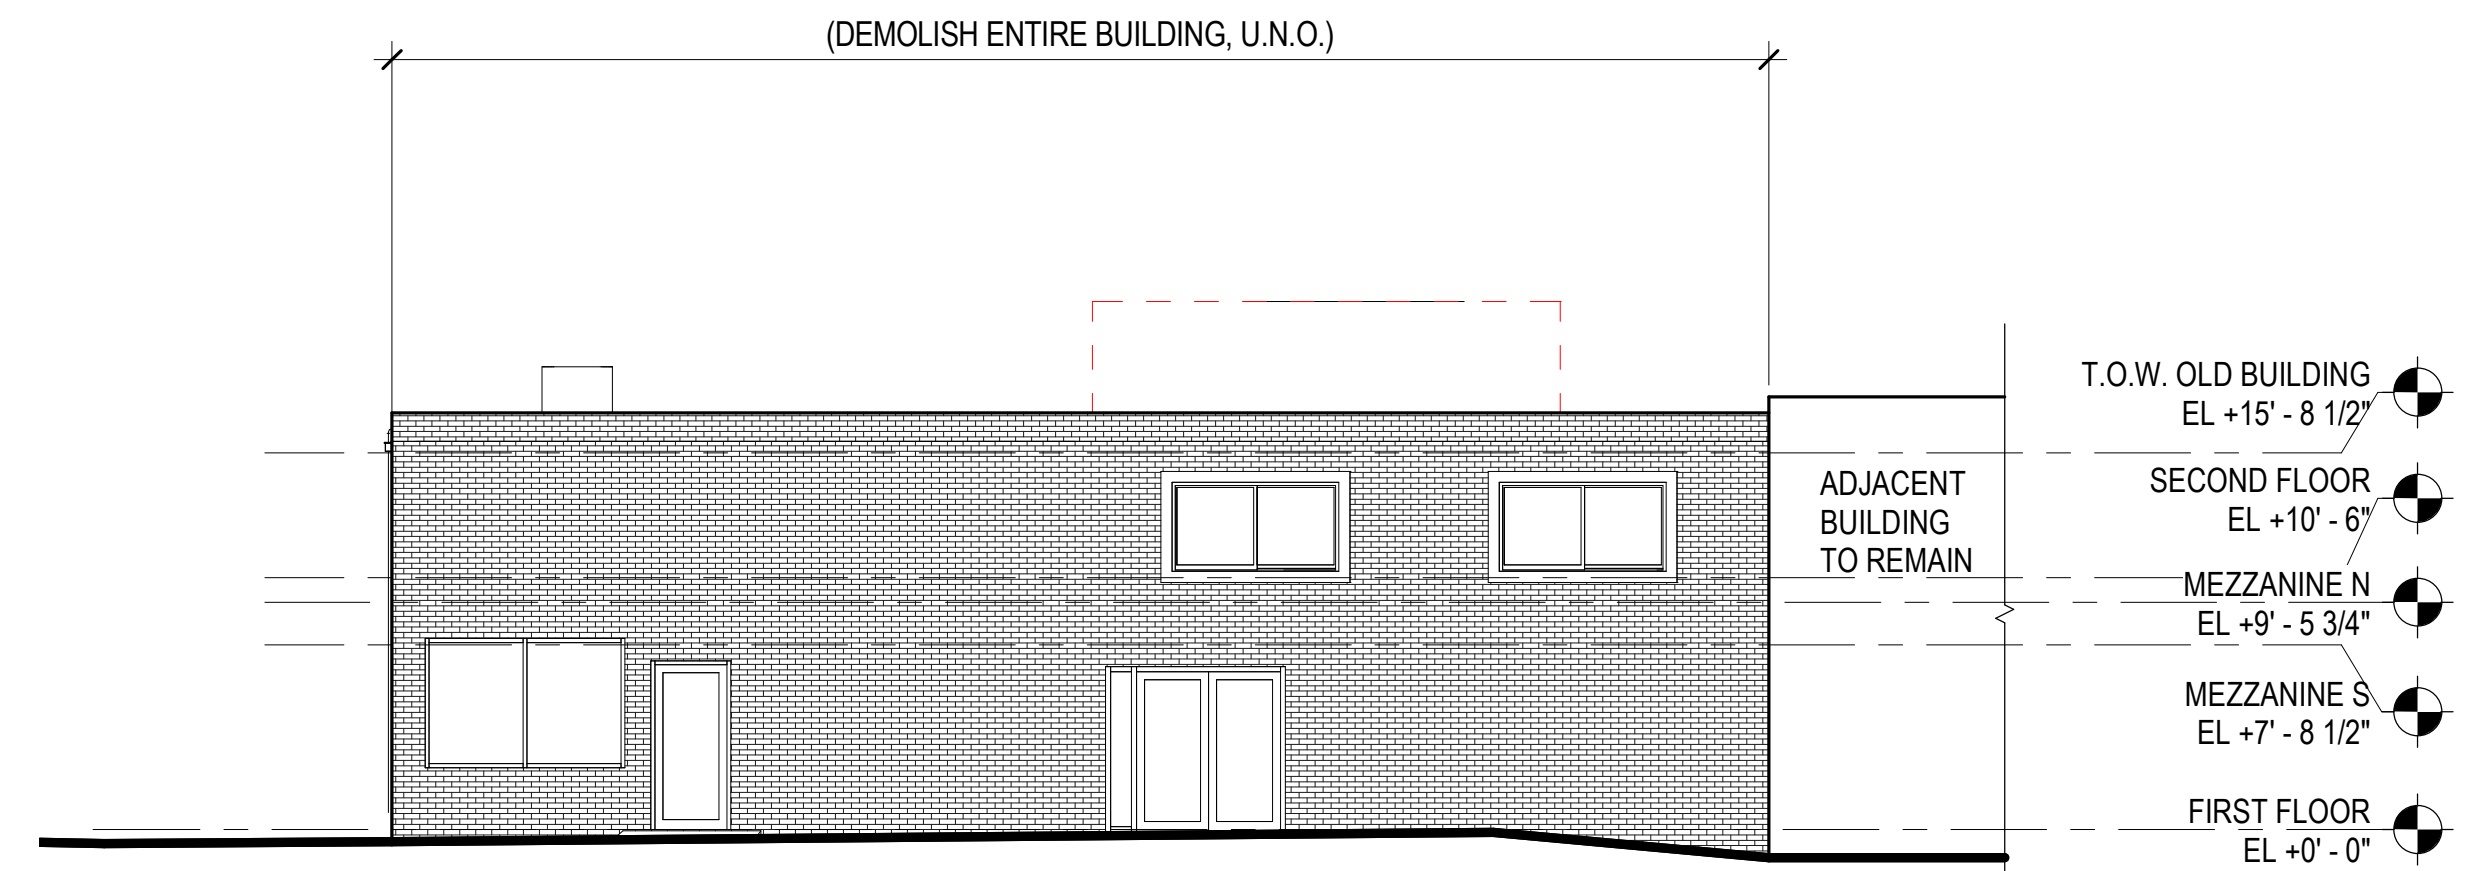 (DEMOLISH ENTIRE BUILDING, U.N.O.)
T.O.W. OLD BUILDING
EL +15' - 8 1/2"
ADJACENT
BUILDING
TO REMAIN
SECOND FLOOR
EL +10' - 6"
MEZZANINE N
EL +9' - 5 3/4"
MEZZANINE S
EL +7' - 8 1/2"
FIRST FLOOR
EL +0' - 0"